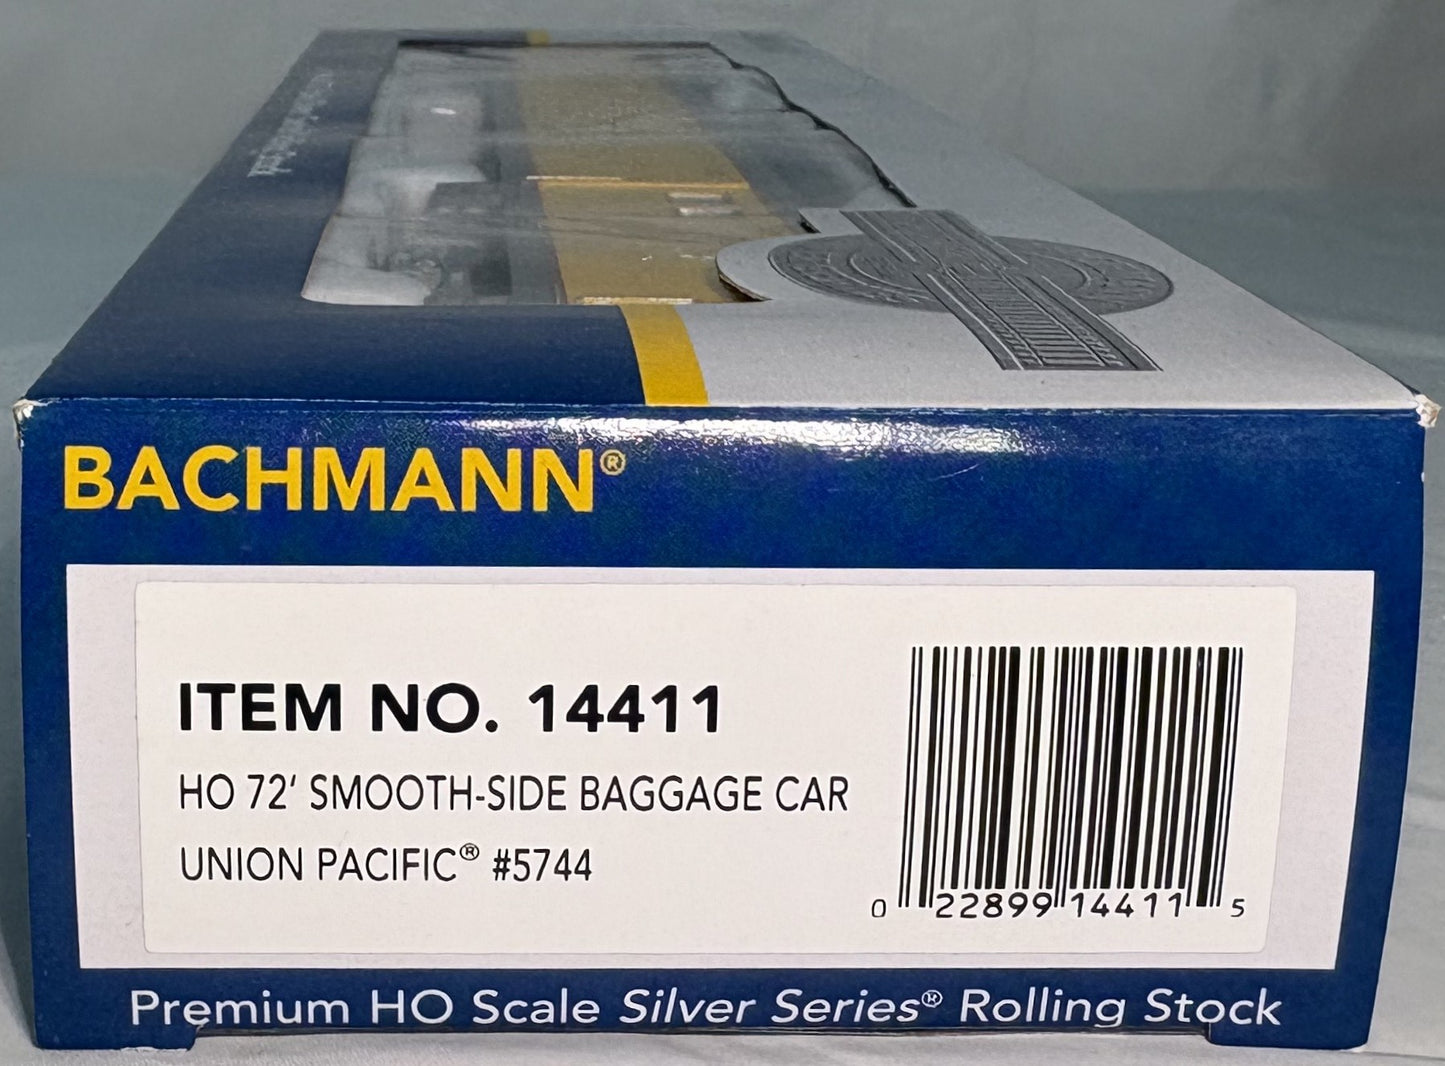 BACHMANN®
ITEM NO. 14411
HO 72' SMOOTH-SIDE BAGGAGE CAR
UNION PACIFIC® #5744
0 22899 14411 5
Premium HO Scale Silver Series® Rolling Stock